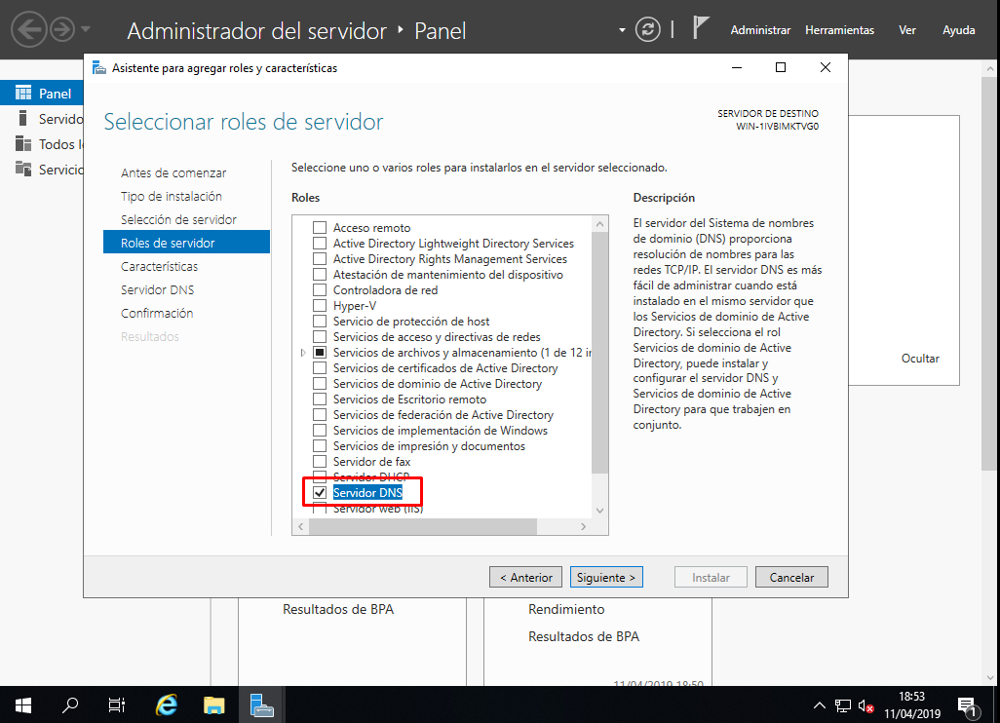 Administrador del servidor ‣ Panel
Administrar Herramientas Ver Ayuda
Asistente para agregar roles y características
Panel
Servido
Todos l
Servicio
Seleccionar roles de servidor
SERVIDOR DE DESTINO
WIN-1IVBIMKTVG0
Antes de comenzar
Tipo de instalación
Selección de servidor
Roles de servidor
Características
Servidor DNS
Confirmación
Resultados
Seleccione uno o varios roles para instalarlos en el servidor seleccionado.
Roles
Acceso remoto
Active Directory Lightweight Directory Services
Active Directory Rights Management Services
Atestación de mantenimiento del dispositivo
Controladora de red
Hyper-V
Servicio de protección de host
Servicios de acceso y directivas de redes
Servicios de archivos y almacenamiento (1 de 12 in
Servicios de certificados de Active Directory
Servicios de dominio de Active Directory
Servicios de Escritorio remoto
Servicios de federación de Active Directory
Servicios de implementación de Windows
Servicios de impresión y documentos
Servidor de fax
Servidor DHCP
Servidor DNS
Servidor web (IIS)
Descripción
El servidor del Sistema de nombres
de dominio (DNS) proporciona
resolución de nombres para las
redes TCP/IP. El servidor DNS es más
fácil de administrar cuando está
instalado en el mismo servidor que
los Servicios de dominio de Active
Directory. Si selecciona el rol
Servicios de dominio de Active
Directory, puede instalar y
configurar el servidor DNS y
Servicios de dominio de Active
Directory para que trabajen en
conjunto.
Ocultar
< Anterior
Siguiente >
Instalar
Cancelar
Resultados de BPA
Rendimiento
Resultados de BPA
11/04/2019 18:50
18:53
11/04/2019
1